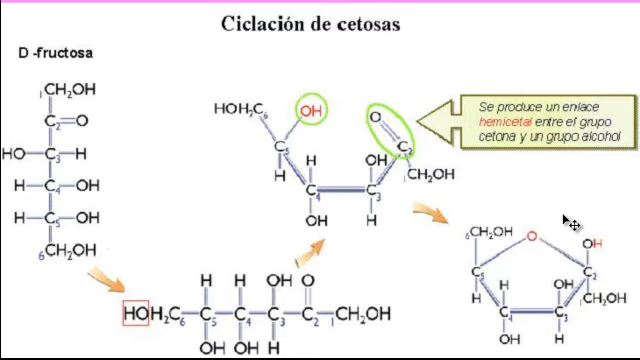 Ciclación de cetosas
D -fructosa
1CH2OH
C2=O
HO-C3-H
H-C4-OH
H-C5-OH
6CH2OH
HOH2C6
OH
O
C5
C2
H
H
OH
1CH2OH
C4
C3
OH
H
Se produce un enlace
hemicetal entre el grupo
cetona y un grupo alcohol
H H OH O
HOH2C6-C5-C4-C3-C2-1CH2OH
OH OH H
6CH2OH
O
OH
C5
C2
H
H
OH
1CH2OH
C4
C3
OH
H